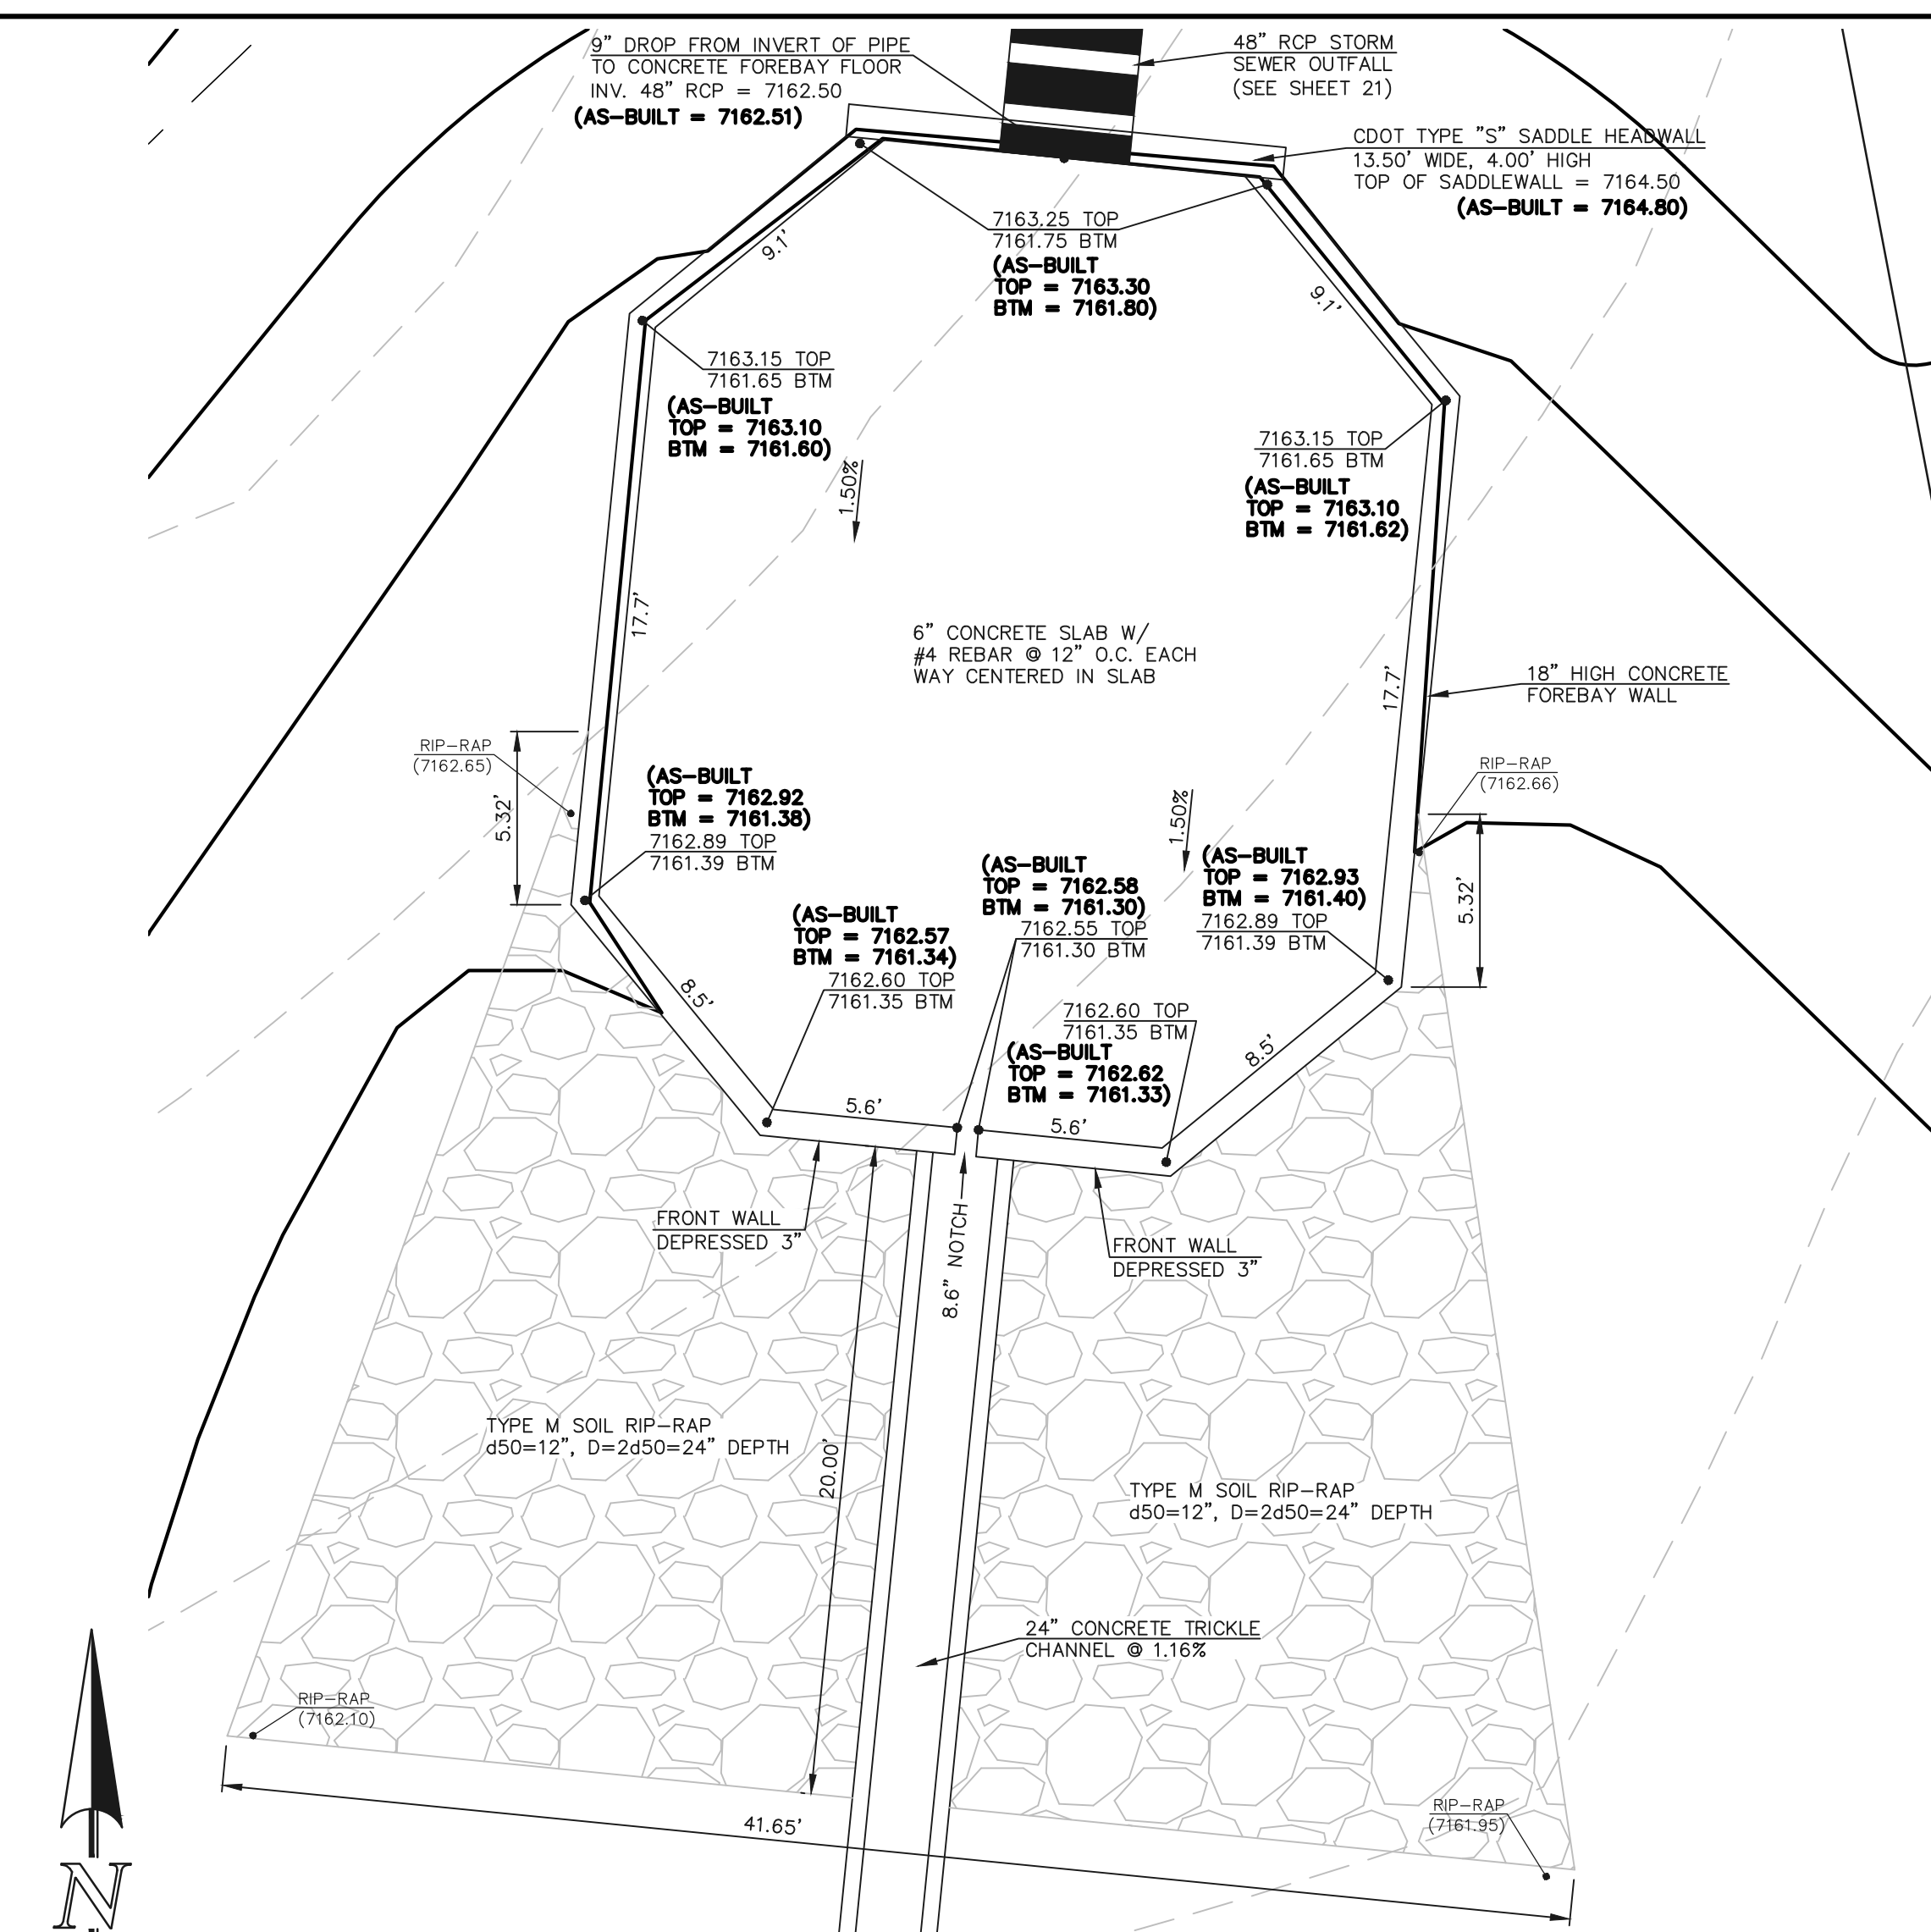 9" DROP FROM INVERT OF PIPE
TO CONCRETE FOREBAY FLOOR
INV. 48" RCP = 7162.50
(AS-BUILT = 7162.51)
48" RCP STORM
SEWER OUTFALL
(SEE SHEET 21)
CDOT TYPE "S" SADDLE HEADWALL
13.50' WIDE, 4.00' HIGH
TOP OF SADDLEWALL = 7164.50
(AS-BUILT = 7164.80)
7163.25 TOP
7161.75 BTM
(AS-BUILT
TOP = 7163.30
BTM = 7161.80)
9.1'
9.1'
7163.15 TOP
7161.65 BTM
(AS-BUILT
TOP = 7163.10
BTM = 7161.60)
7163.15 TOP
7161.65 BTM
(AS-BUILT
TOP = 7163.10
BTM = 7161.62)
1.50%
17.7'
6" CONCRETE SLAB W/
#4 REBAR @ 12" O.C. EACH
WAY CENTERED IN SLAB
17.7'
18" HIGH CONCRETE
FOREBAY WALL
RIP-RAP
(7162.65)
5.32'
RIP-RAP
(7162.66)
5.32'
(AS-BUILT
TOP = 7162.92
BTM = 7161.38)
7162.89 TOP
7161.39 BTM
1.50%
(AS-BUILT
TOP = 7162.58
BTM = 7161.30)
7162.55 TOP
7161.30 BTM
(AS-BUILT
TOP = 7162.93
BTM = 7161.40)
7162.89 TOP
7161.39 BTM
(AS-BUILT
TOP = 7162.57
BTM = 7161.34)
7162.60 TOP
7161.35 BTM
8.5'
7162.60 TOP
7161.35 BTM
(AS-BUILT
TOP = 7162.62
BTM = 7161.33)
8.5'
5.6'
5.6'
FRONT WALL
DEPRESSED 3"
8.6" NOTCH
FRONT WALL
DEPRESSED 3"
TYPE M SOIL RIP-RAP
d50=12", D=2d50=24" DEPTH
20.00'
TYPE M SOIL RIP-RAP
d50=12", D=2d50=24" DEPTH
24" CONCRETE TRICKLE
CHANNEL @ 1.16%
RIP-RAP
(7162.10)
RIP-RAP
(7161.95)
41.65'
N